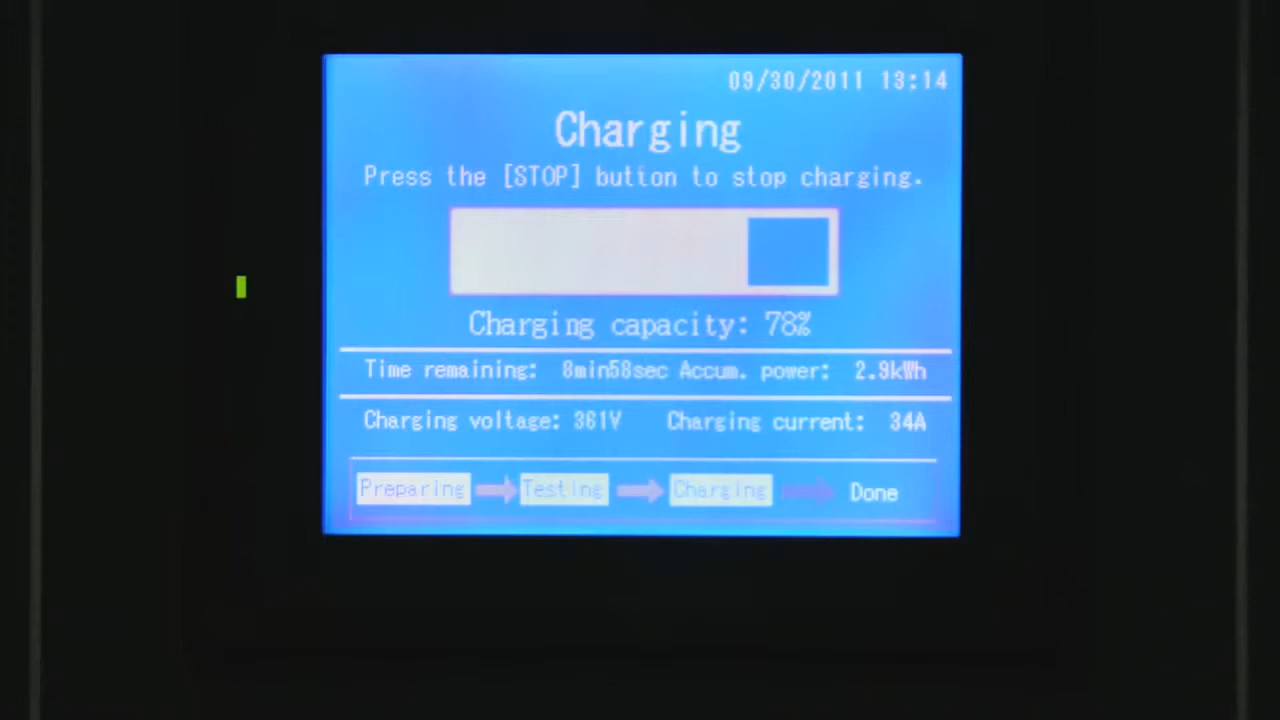 09/30/2011 13:14
Charging
Press the [STOP] button to stop charging.
Charging capacity: 78%
Time remaining: 8min58sec Accum. power: 2.9kWh
Charging voltage: 361V Charging current: 34A
Preparing Testing Charging Done